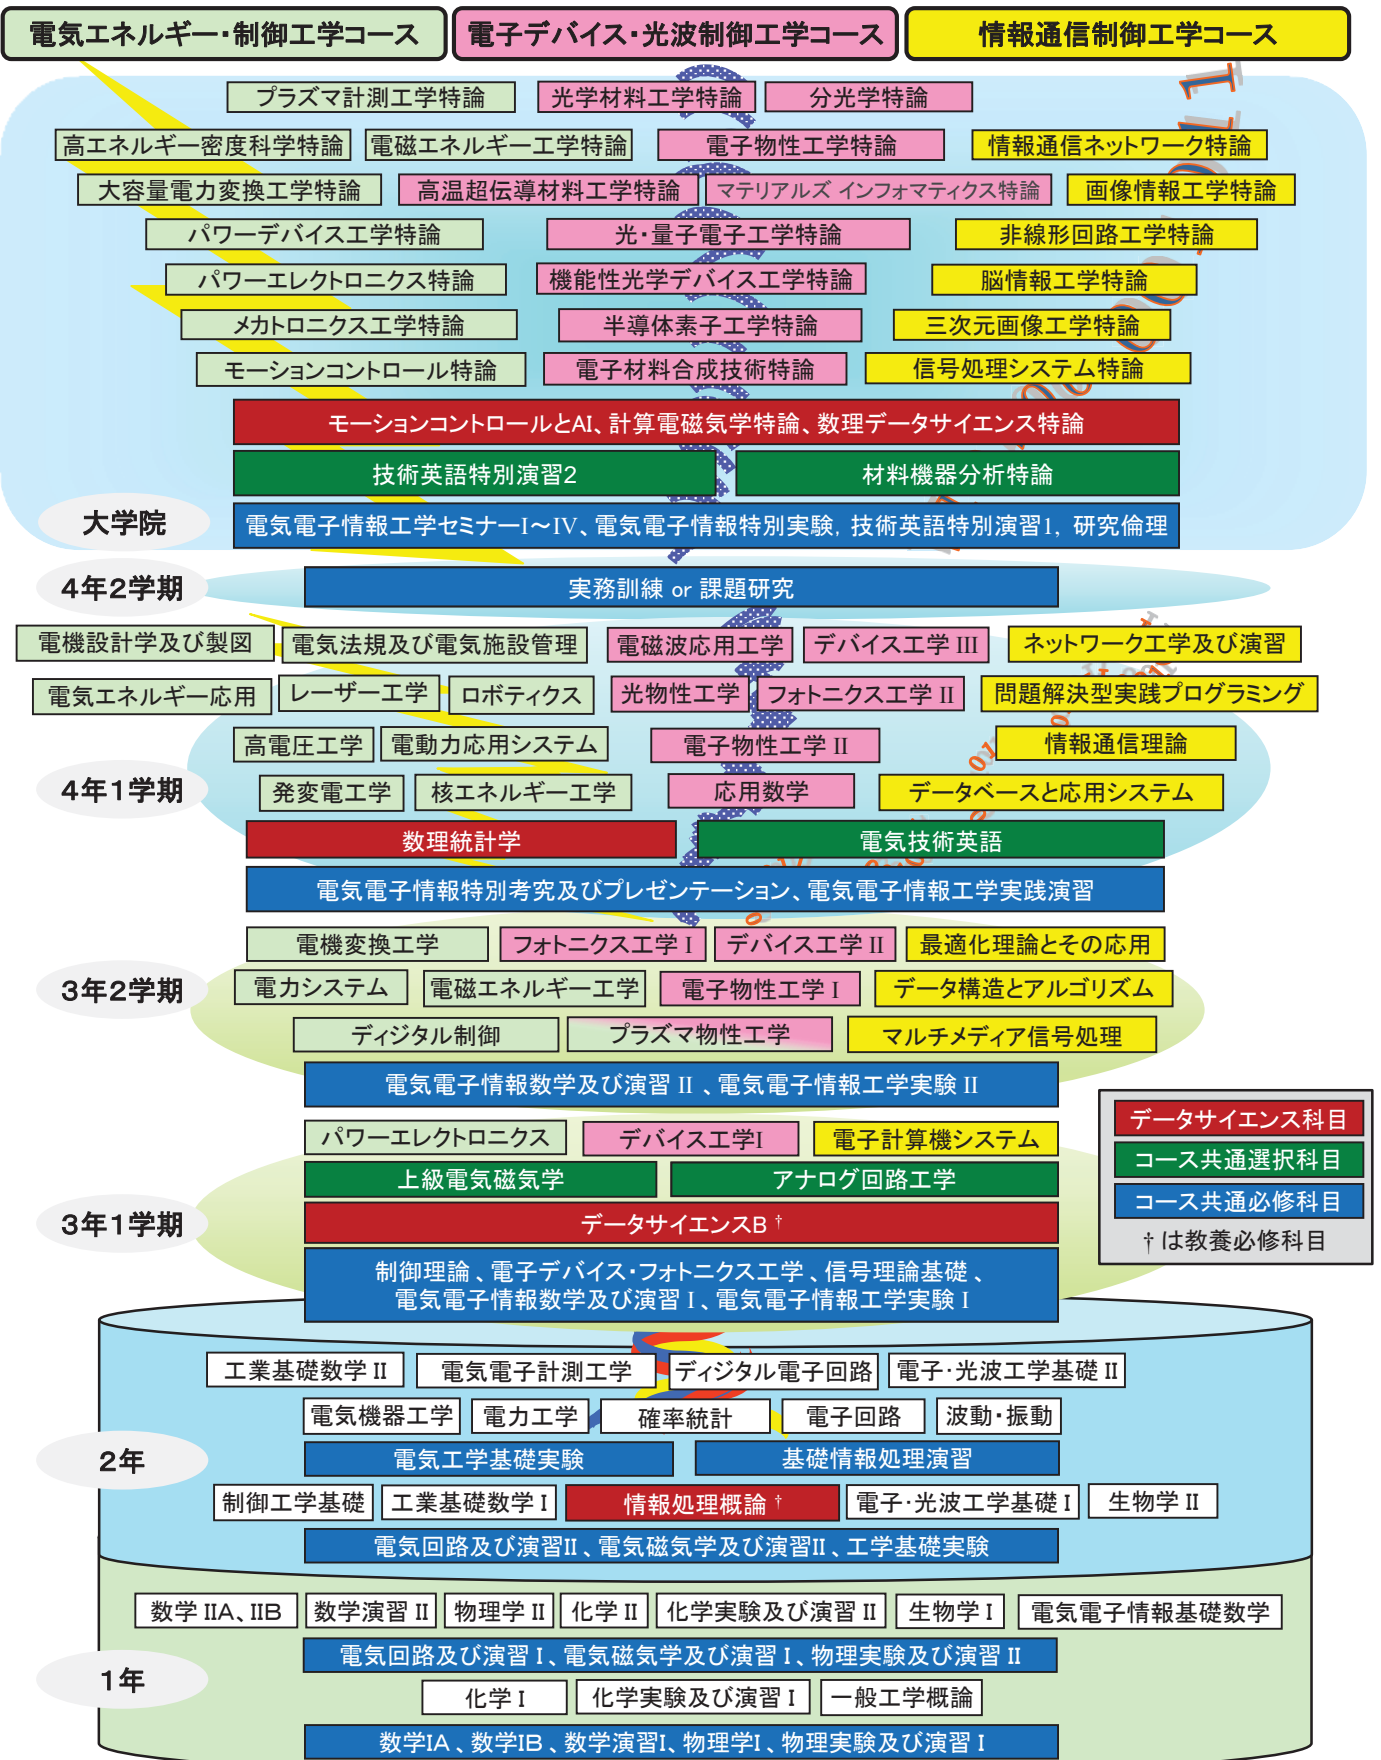 電気エネルギー・制御工学コース
電子デバイス・光波制御工学コース
情報通信制御工学コース
プラズマ計測工学特論
光学材料工学特論
分光学特論
高エネルギー密度科学特論
電磁エネルギー工学特論
電子物性工学特論
情報通信ネットワーク特論
大容量電力変換工学特論
高温超伝導材料工学特論
マテリアルズ インフォマティクス特論
画像情報工学特論
パワーデバイス工学特論
光・量子電子工学特論
非線形回路工学特論
パワーエレクトロニクス特論
機能性光学デバイス工学特論
脳情報工学特論
メカトロニクス工学特論
半導体素子工学特論
三次元画像工学特論
モーションコントロール特論
電子材料合成技術特論
信号処理システム特論
モーションコントロールとAI、計算電磁気学特論、数理データサイエンス特論
技術英語特別演習2
材料機器分析特論
大学院
電気電子情報工学セミナーI〜IV、電気電子情報特別実験, 技術英語特別演習1, 研究倫理
4年2学期
実務訓練 or 課題研究
電機設計学及び製図
電気法規及び電気施設管理
電磁波応用工学
デバイス工学 III
ネットワーク工学及び演習
電気エネルギー応用
レーザー工学
ロボティクス
光物性工学
フォトニクス工学 II
問題解決型実践プログラミング
高電圧工学
電動力応用システム
電子物性工学 II
情報通信理論
4年1学期
発変電工学
核エネルギー工学
応用数学
データベースと応用システム
数理統計学
電気技術英語
電気電子情報特別考究及びプレゼンテーション、電気電子情報工学実践演習
電機変換工学
フォトニクス工学 I
デバイス工学 II
最適化理論とその応用
3年2学期
電力システム
電磁エネルギー工学
電子物性工学 I
データ構造とアルゴリズム
ディジタル制御
プラズマ物性工学
マルチメディア信号処理
電気電子情報数学及び演習 II 、電気電子情報工学実験 II
パワーエレクトロニクス
デバイス工学I
電子計算機システム
上級電気磁気学
アナログ回路工学
3年1学期
データサイエンスB †
制御理論 、電子デバイス・フォトニクス工学 、信号理論基礎 、
電気電子情報数学及び演習 I 、電気電子情報工学実験 I
データサイエンス科目
コース共通選択科目
コース共通必修科目
† は教養必修科目
工業基礎数学 II
電気電子計測工学
ディジタル電子回路
電子・光波工学基礎 II
電気機器工学
電力工学
確率統計
電子回路
波動・振動
2年
電気工学基礎実験
基礎情報処理演習
制御工学基礎
工業基礎数学 I
情報処理概論 †
電子・光波工学基礎 I
生物学 II
電気回路及び演習II 、電気磁気学及び演習II 、工学基礎実験
数学 IIA、IIB
数学演習 II
物理学 II
化学 II
化学実験及び演習 II
生物学 I
電気電子情報基礎数学
電気回路及び演習 I 、電気磁気学及び演習 I 、物理実験及び演習 II
1年
化学 I
化学実験及び演習 I
一般工学概論
数学IA 、数学IB 、数学演習I、物理学I、物理実験及び演習 I